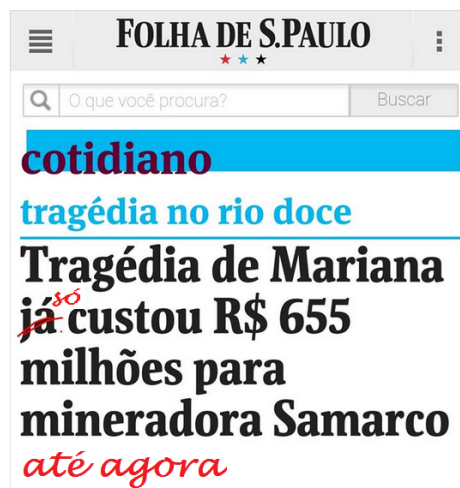 FOLHA DE S.PAULO
O que você procura? Buscar
cotidiano
tragédia no rio doce
Tragédia de Mariana
só
já custou R$ 655
milhões para
mineradora Samarco
até agora